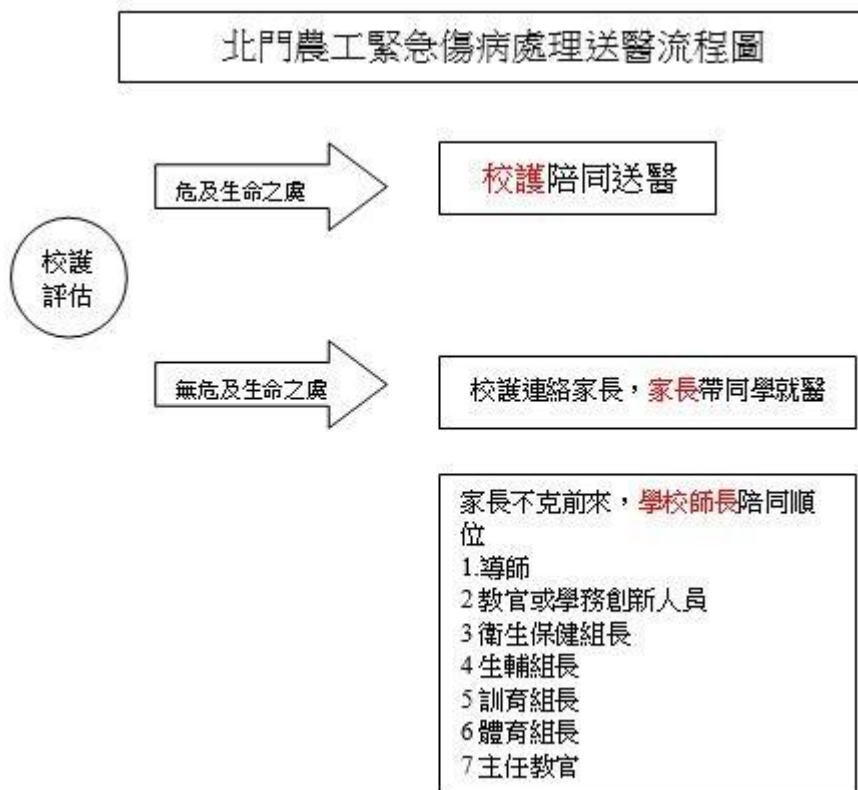 北門農工緊急傷病處理送醫流程圖
危及生命之處
校護陪同送醫
校護
評估
無危及生命之處
校護連絡家長，家長帶同學就醫
家長不克前來，學校師長陪同順
位
1.導師
2教官或學務創新人員
3衛生保健組長
4生輔組長
5訓育組長
6體育組長
7主任教官